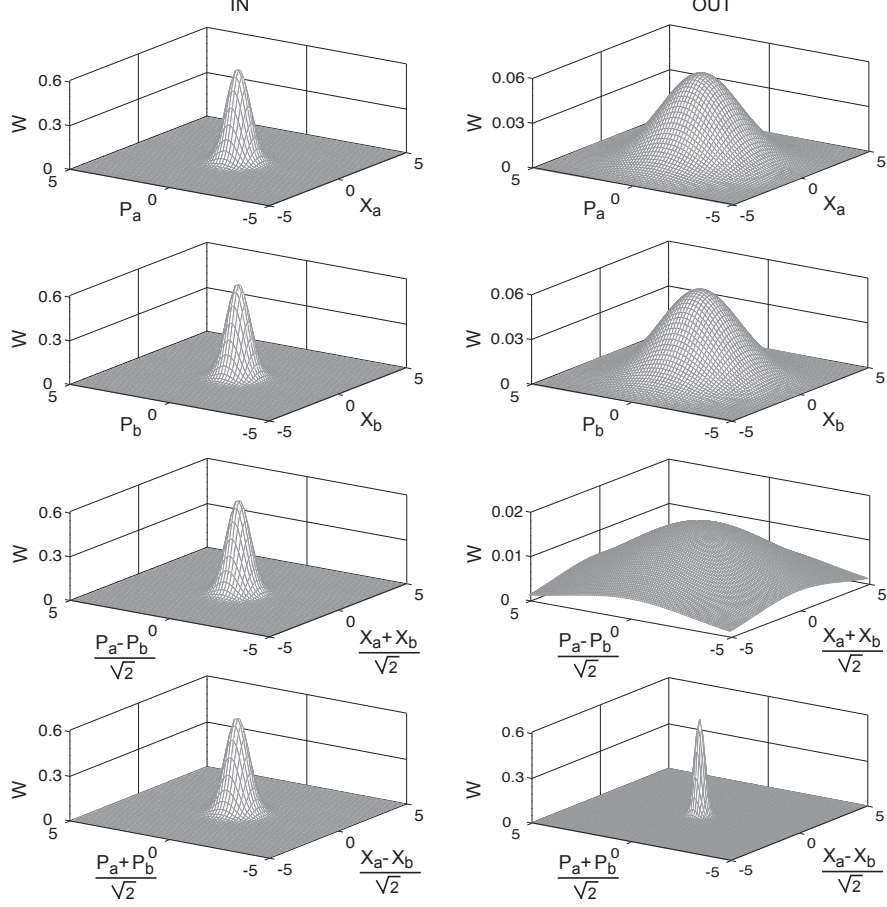 IN OUT
0.6 0.06
W 0.3 W 0.03
0 0
5 5 5 5
0 0 0 0
P_a X_a P_a X_a
-5 -5 -5 -5
0.6 0.06
W 0.3 W 0.03
0 0
5 5 5 5
0 0 0 0
P_b X_b P_b X_b
-5 -5 -5 -5
0.6 0.02
W 0.3 W 0.01
0 0
5 5 5 5
0 0 0 0
-5 -5 -5 -5
P_a-P_b X_a+X_b P_a-P_b X_a+X_b
√2 √2 √2 √2
0.6 0.6
W 0.3 W 0.3
0 0
5 5 5 5
0 0 0 0
-5 -5 -5 -5
P_a+P_b X_a-X_b P_a+P_b X_a-X_b
√2 √2 √2 √2